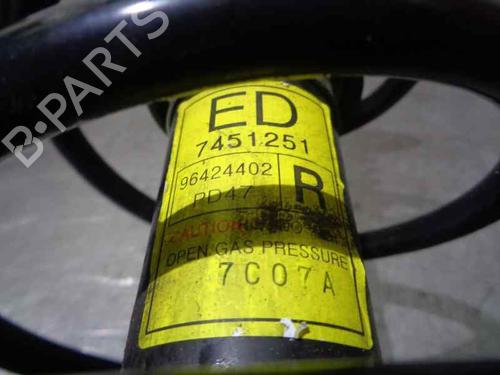 B-PARTS
ED
7451251
96424402
R
PD47
CAUTION
OPEN GAS PRESSURE
7C07A